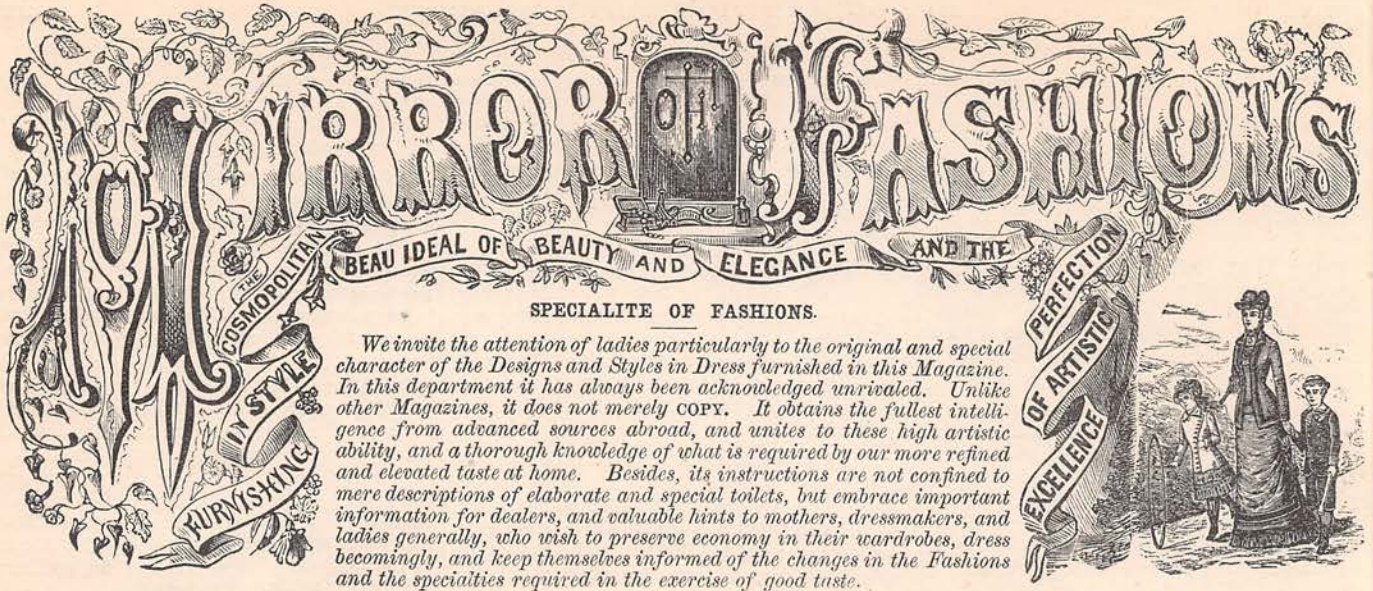 MIRROR OF THE FASHIONS
THE
COSMOPOLITAN
IN STYLE
FURNISHING
BEAU IDEAL OF BEAUTY AND ELEGANCE AND THE
PERFECTION
OF ARTISTIC
EXCELLENCE
SPECIALITE OF FASHIONS.
We invite the attention of ladies particularly to the original and special
character of the Designs and Styles in Dress furnished in this Magazine.
In this department it has always been acknowledged unrivaled. Unlike
other Magazines, it does not merely COPY. It obtains the fullest intelli-
gence from advanced sources abroad, and unites to these high artistic
ability, and a thorough knowledge of what is required by our more refined
and elevated taste at home. Besides, its instructions are not confined to
mere descriptions of elaborate and special toilets, but embrace important
information for dealers, and valuable hints to mothers, dressmakers, and
ladies generally, who wish to preserve economy in their wardrobes, dress
becomingly, and keep themselves informed of the changes in the Fashions
and the specialties required in the exercise of good taste.